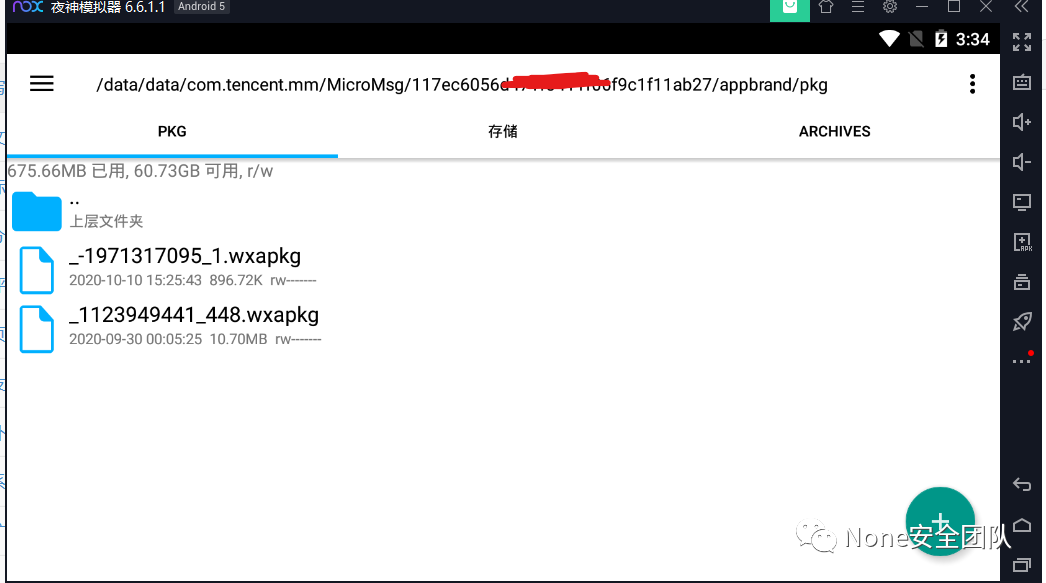 nox 夜神模拟器 6.6.1.1 Android 5
3:34
/data/data/com.tencent.mm/MicroMsg/117ec6056d f9c1f11ab27/appbrand/pkg
PKG
存储
ARCHIVES
675.66MB 已用, 60.73GB 可用, r/w
..
上层文件夹
_-1971317095_1.wxapkg
2020-10-10 15:25:43 896.72K rw-------
_1123949441_448.wxapkg
2020-09-30 00:05:25 10.70MB rw-------
None安全团队